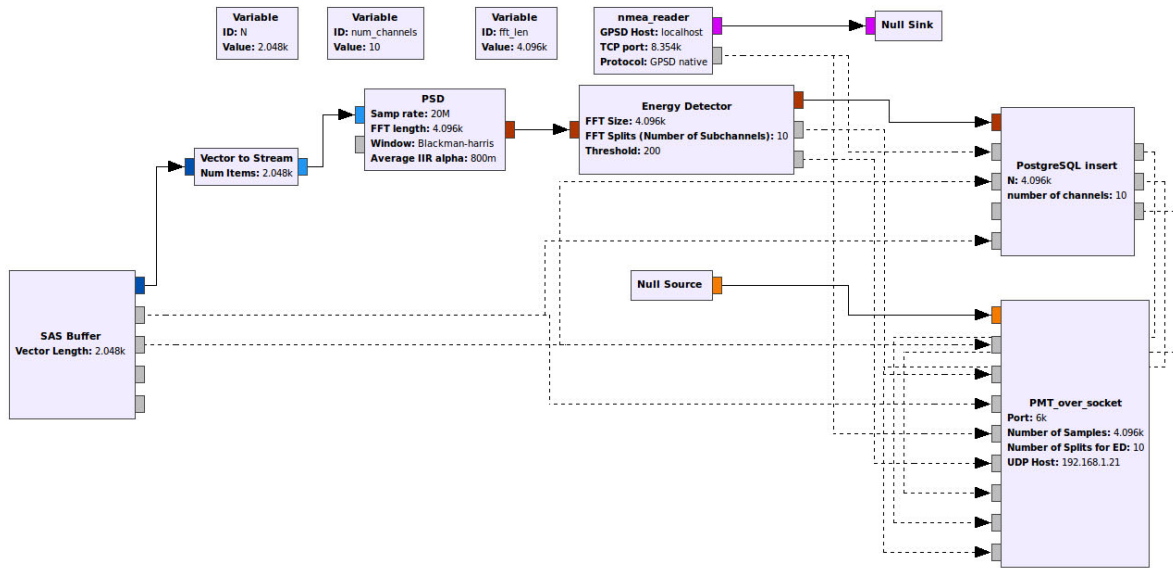 Variable
ID: N
Value: 2.048k
Variable
ID: num_channels
Value: 10
Variable
ID: fft_len
Value: 4.096k
nmea_reader
GPSD Host: localhost
TCP port: 8.354k
Protocol: GPSD native
Null Sink
PSD
Samp rate: 20M
FFT length: 4.096k
Window: Blackman-harris
Average IIR alpha: 800m
Energy Detector
FFT Size: 4.096k
FFT Splits (Number of Subchannels): 10
Threshold: 200
Vector to Stream
Num Items: 2.048k
PostgreSQL insert
N: 4.096k
number of channels: 10
Null Source
SAS Buffer
Vector Length: 2.048k
PMT_over_socket
Port: 6k
Number of Samples: 4.096k
Number of Splits for ED: 10
UDP Host: 192.168.1.21